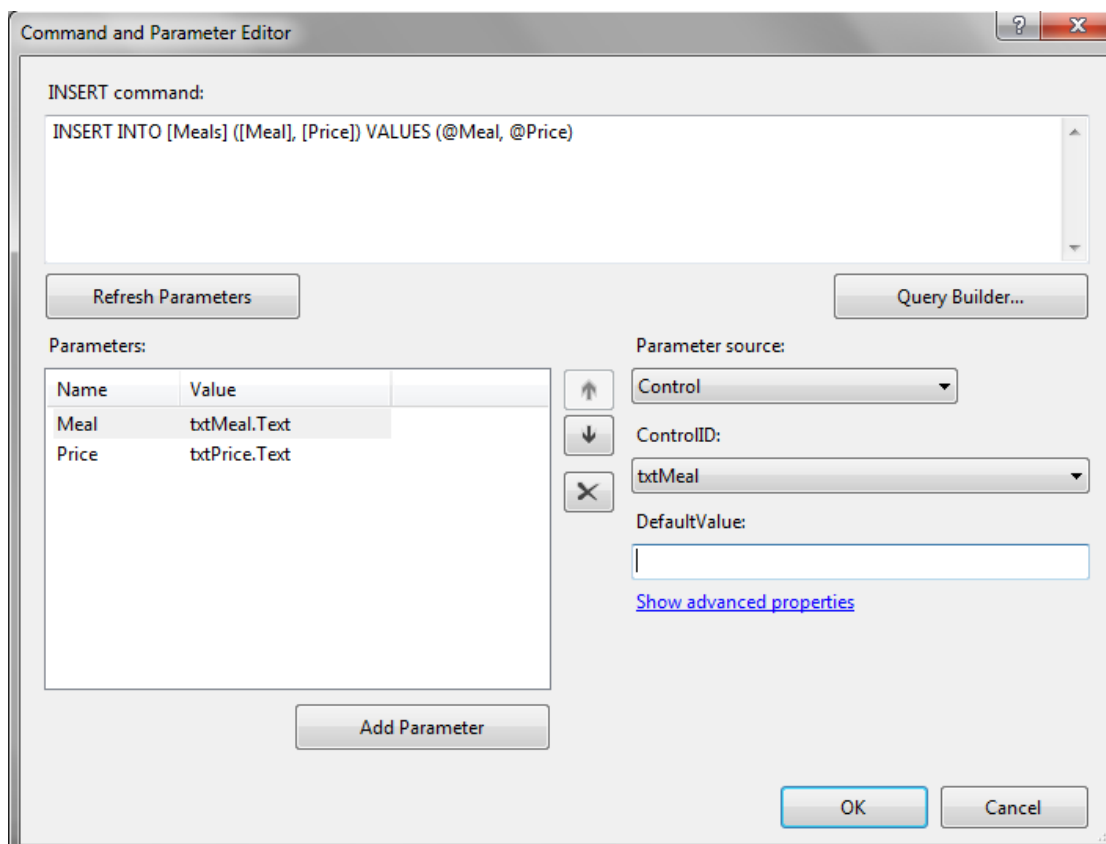 Command and Parameter Editor
INSERT command:
INSERT INTO [Meals] ([Meal], [Price]) VALUES (@Meal, @Price)
Refresh Parameters
Query Builder...
Parameters:
Parameter source:
Name Value
Control
Meal txtMeal.Text
ControlID:
Price txtPrice.Text
txtMeal
DefaultValue:
Show advanced properties
Add Parameter
OK
Cancel